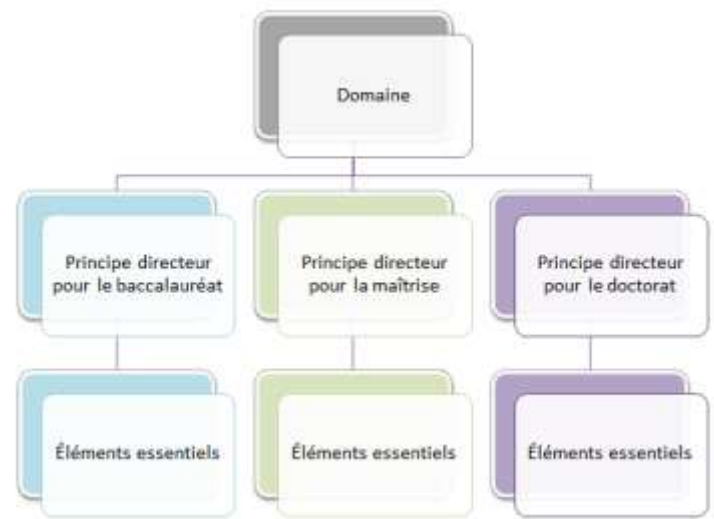 Domaine
Principe directeur
pour le baccalauréat
Principe directeur
pour la maîtrise
Principe directeur
pour le doctorat
Éléments essentiels
Éléments essentiels
Éléments essentiels